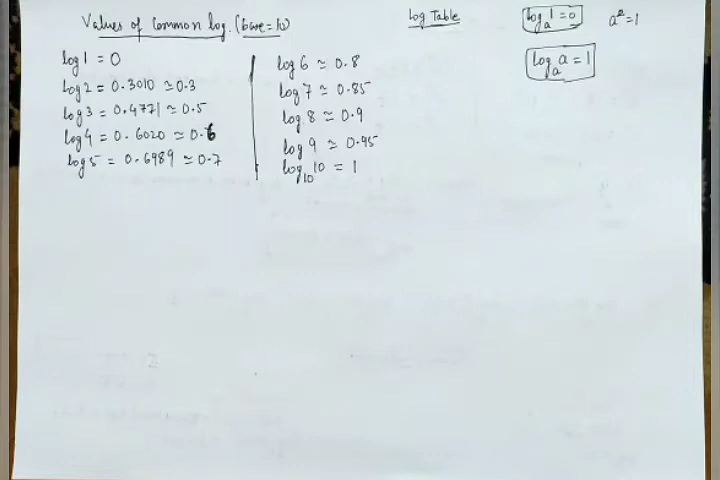 Values of common log. (base=10)
log 1 = 0
log 2 = 0.3010 ≃ 0.3
log 3 = 0.4771 ≃ 0.5
log 4 = 0.6020 ≃ 0.6
log 5 = 0.6989 ≃ 0.7
log 6 ≃ 0.8
log 7 ≃ 0.85
log 8 ≃ 0.9
log 9 ≃ 0.95
log₁₀ 10 = 1
Log Table
logₐ 1 = 0
a⁰ = 1
logₐ a = 1